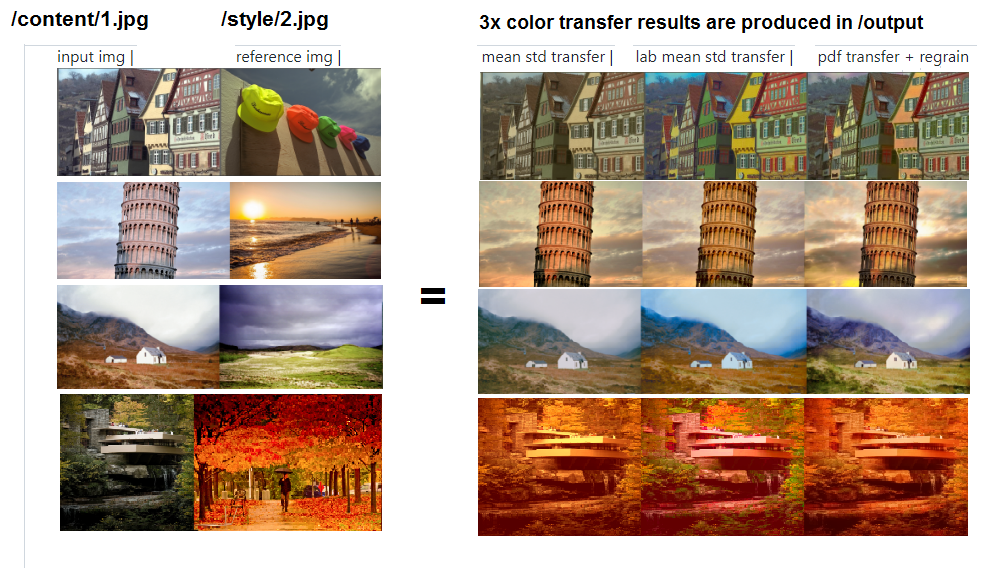 /content/1.jpg
/style/2.jpg
3x color transfer results are produced in /output
input img |
reference img |
mean std transfer |
lab mean std transfer |
pdf transfer + regrain
=